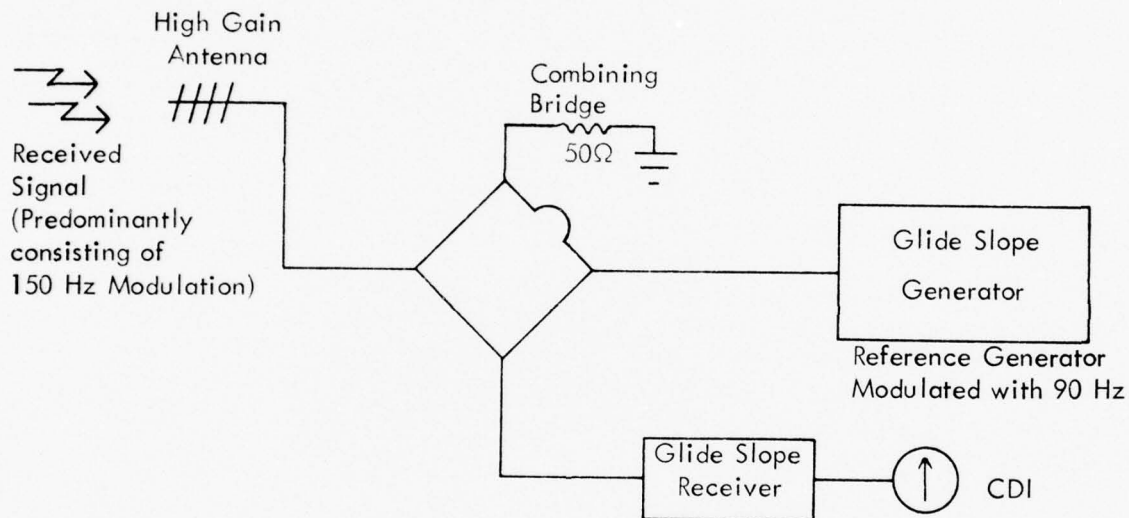 High Gain
Antenna
Received
Signal
(Predominantly
consisting of
150 Hz Modulation)
Combining
Bridge
50Ω
Glide Slope
Generator
Reference Generator
Modulated with 90 Hz
Glide Slope
Receiver
CDI